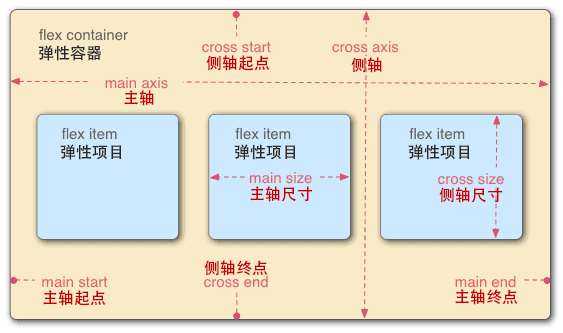 flex container
弹性容器
cross start
侧轴起点
cross axis
侧轴
main axis
主轴
flex item
弹性项目
flex item
弹性项目
flex item
弹性项目
main size
主轴尺寸
cross size
侧轴尺寸
main start
主轴起点
侧轴终点
cross end
main end
主轴终点